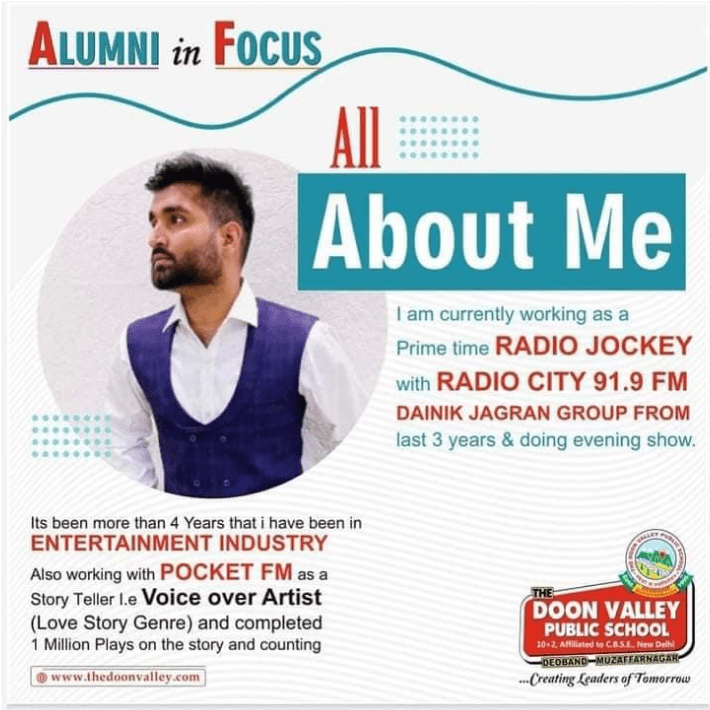 ALUMNI in FOCUS
All
About Me
I am currently working as a
Prime time RADIO JOCKEY
with RADIO CITY 91.9 FM
DAINIK JAGRAN GROUP FROM
last 3 years & doing evening show.
Its been more than 4 Years that i have been in
ENTERTAINMENT INDUSTRY
Also working with POCKET FM as a
Story Teller I.e Voice over Artist
(Love Story Genre) and completed
1 Million Plays on the story and counting
www.thedoonvalley.com
THE
DOON VALLEY
PUBLIC SCHOOL
10+2, Affiliated to C.B.S.E., New Delhi
DEOBAND - MUZAFFARNAGAR
...Creating Leaders of Tomorrow